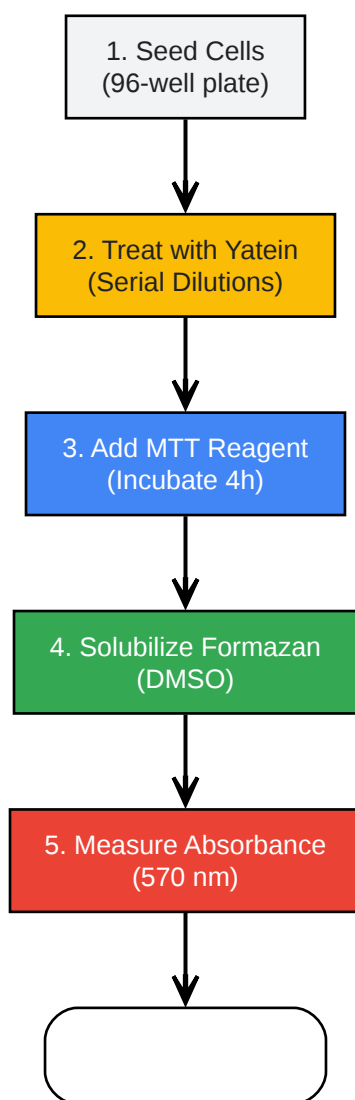 1. Seed Cells
(96-well plate)
2. Treat with Yatein
(Serial Dilutions)
3. Add MTT Reagent
(Incubate 4h)
4. Solubilize Formazan
(DMSO)
5. Measure Absorbance
(570 nm)